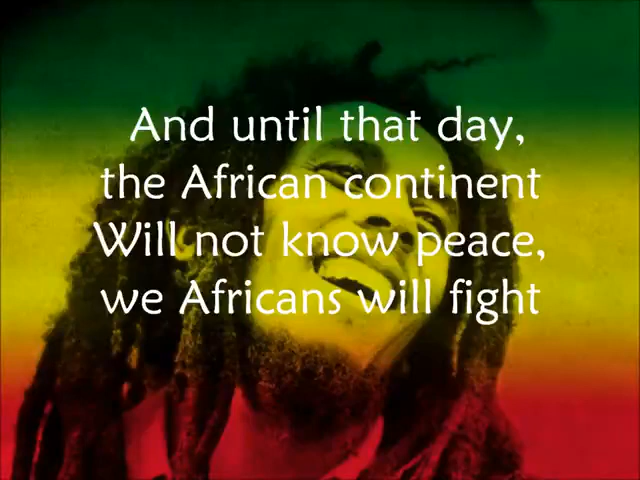 And until that day,
the African continent
Will not know peace,
we Africans will fight